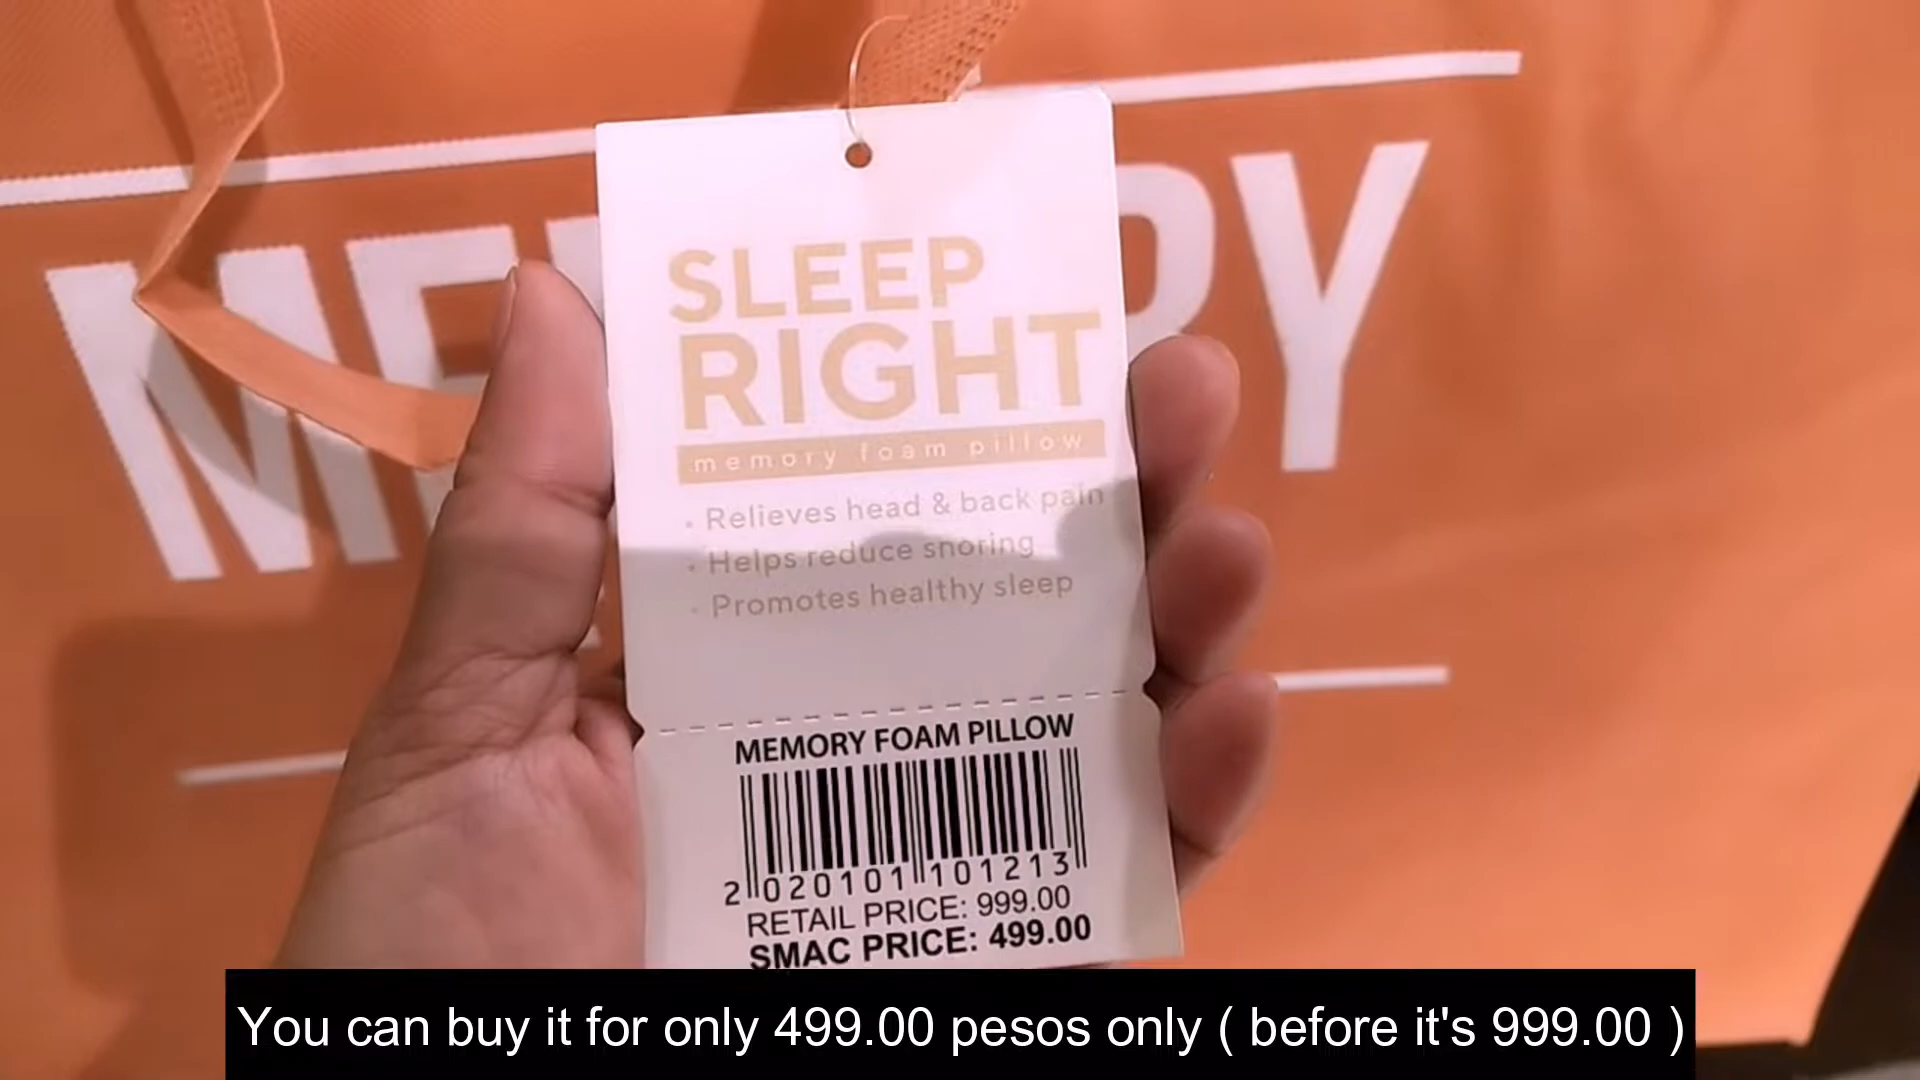 MEMORY
SLEEP
RIGHT
memory foam pillow
• Relieves head & back pain
• Helps reduce snoring
• Promotes healthy sleep
MEMORY FOAM PILLOW
2 020101 101213
RETAIL PRICE: 999.00
SMAC PRICE: 499.00
You can buy it for only 499.00 pesos only ( before it's 999.00 )